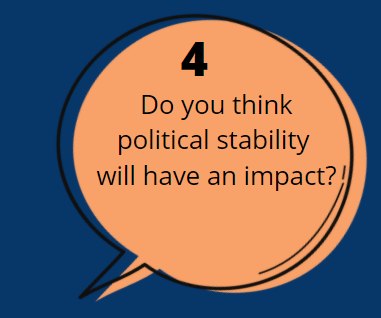 4
Do you think
political stability
will have an impact?